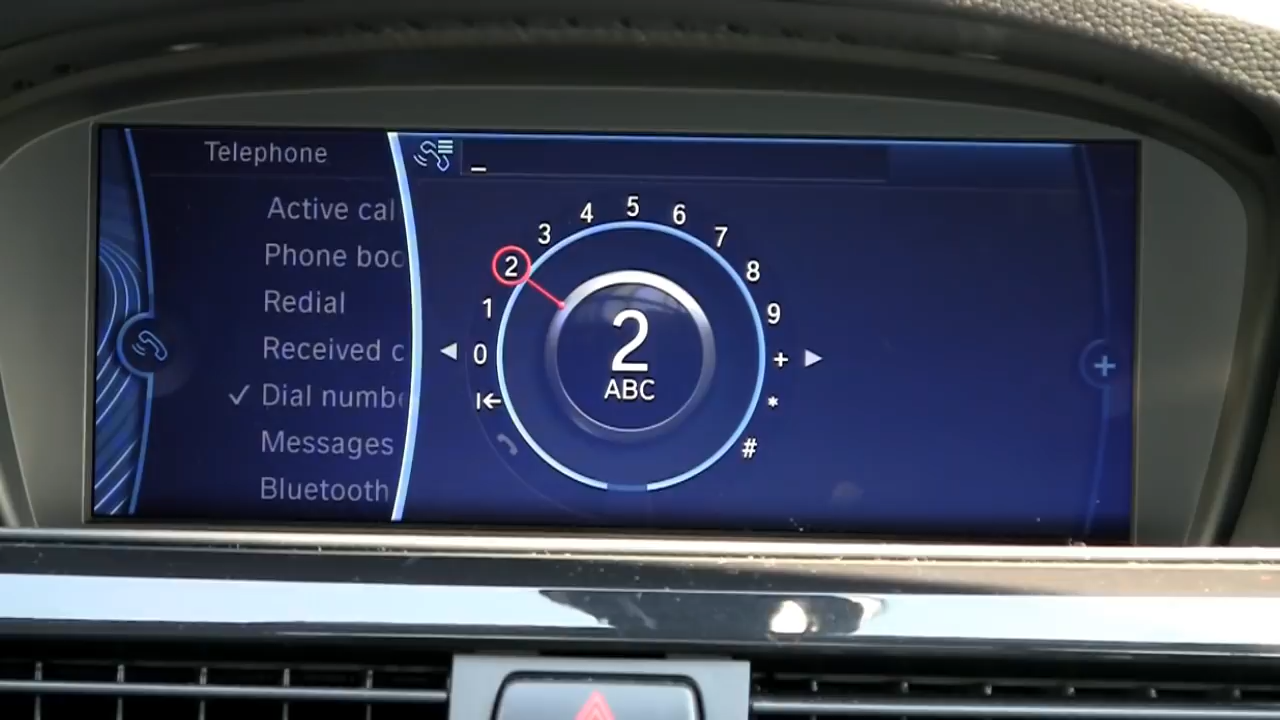 Telephone
Active cal
Phone boo
Redial
Received c
Dial numbe
Messages
Bluetooth
_
0
1
2
3
4
5
6
7
8
9
+
*
#
2
ABC
+